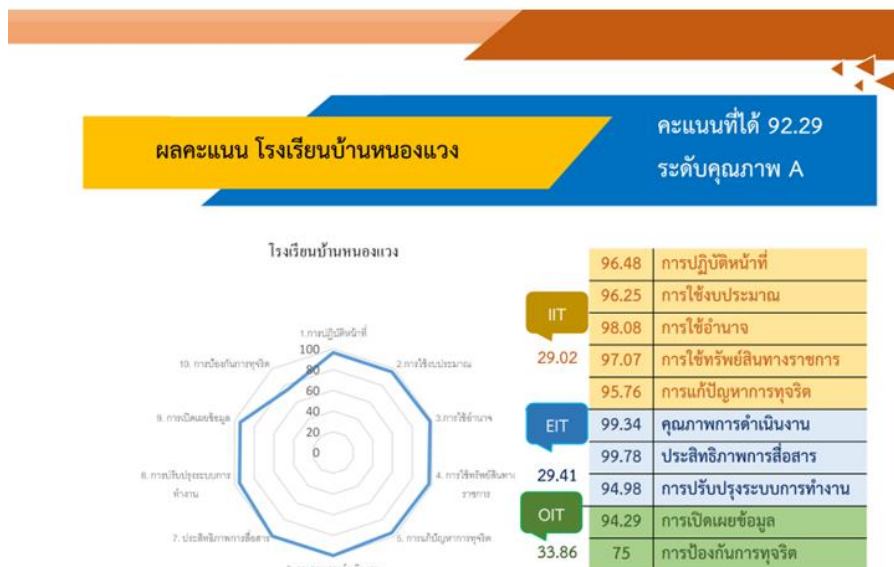 ผลคะแนน โรงเรียนบ้านหนองแวง
คะแนนที่ได้ 92.29
ระดับคุณภาพ A
โรงเรียนบ้านหนองแวง
1.การปฏิบัติหน้าที่
2.การใช้งบประมาณ
3.การใช้อำนาจ
4. การใช้ทรัพย์สินทาง
ราชการ
5. การแก้ปัญหาการทุจริต
7. ประสิทธิภาพการสื่อสาร
8. การปรับปรุงระบบการ
ทำงาน
9. การเปิดเผยข้อมูล
10. การป้องกันการทุจริต
100
80
60
40
20
0
IIT
29.02
EIT
29.41
OIT
33.86
96.48 การปฏิบัติหน้าที่
96.25 การใช้งบประมาณ
98.08 การใช้อำนาจ
97.07 การใช้ทรัพย์สินทางราชการ
95.76 การแก้ปัญหาการทุจริต
99.34 คุณภาพการดำเนินงาน
99.78 ประสิทธิภาพการสื่อสาร
94.98 การปรับปรุงระบบการทำงาน
94.29 การเปิดเผยข้อมูล
75 การป้องกันการทุจริต